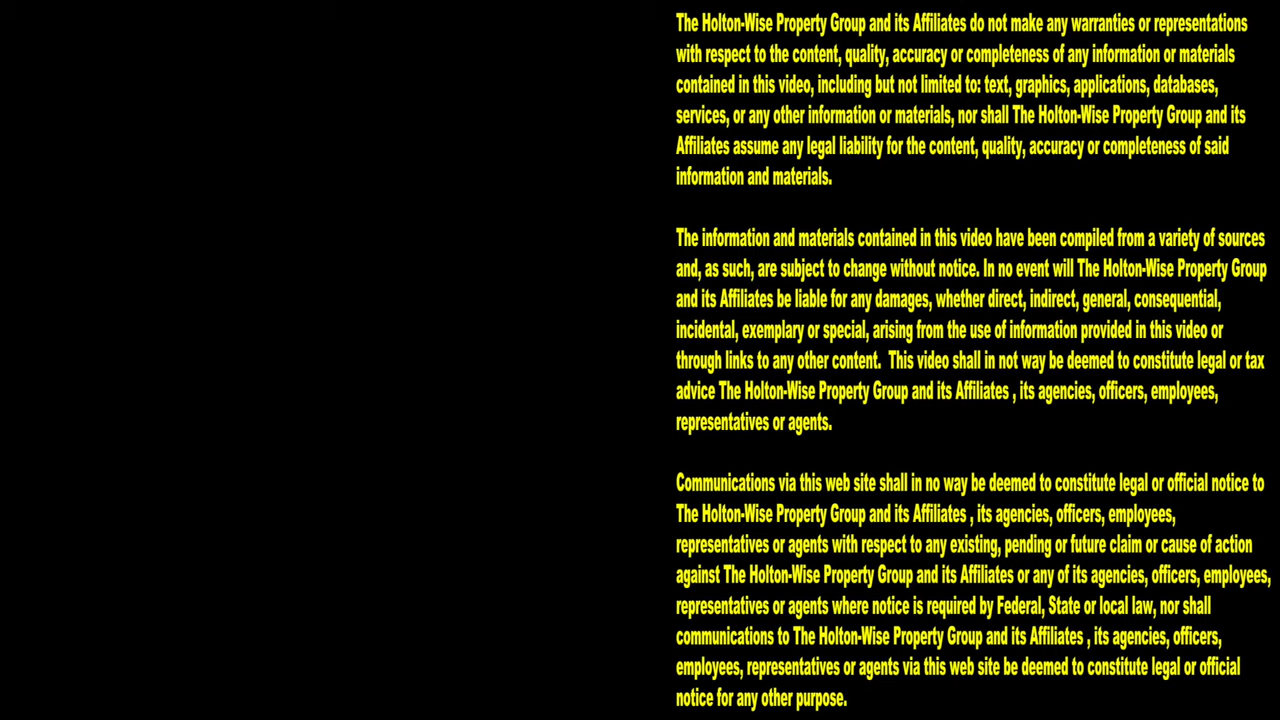 The Holton-Wise Property Group and its Affiliates do not make any warranties or representations
with respect to the content, quality, accuracy or completeness of any information or materials
contained in this video, including but not limited to: text, graphics, applications, databases,
services, or any other information or materials, nor shall The Holton-Wise Property Group and its
Affiliates assume any legal liability for the content, quality, accuracy or completeness of said
information and materials.
The information and materials contained in this video have been compiled from a variety of sources
and, as such, are subject to change without notice. In no event will The Holton-Wise Property Group
and its Affiliates be liable for any damages, whether direct, indirect, general, consequential,
incidental, exemplary or special, arising from the use of information provided in this video or
through links to any other content.  This video shall in not way be deemed to constitute legal or tax
advice The Holton-Wise Property Group and its Affiliates , its agencies, officers, employees,
representatives or agents.
Communications via this web site shall in no way be deemed to constitute legal or official notice to
The Holton-Wise Property Group and its Affiliates , its agencies, officers, employees,
representatives or agents with respect to any existing, pending or future claim or cause of action
against The Holton-Wise Property Group and its Affiliates or any of its agencies, officers, employees,
representatives or agents where notice is required by Federal, State or local law, nor shall
communications to The Holton-Wise Property Group and its Affiliates , its agencies, officers,
employees, representatives or agents via this web site be deemed to constitute legal or official
notice for any other purpose.